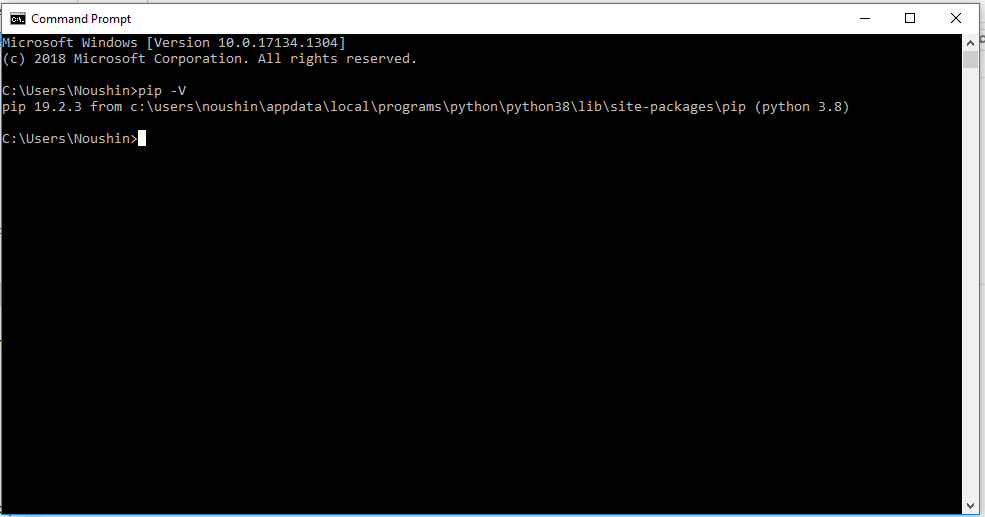 Command Prompt
Microsoft Windows [Version 10.0.17134.1304]
(c) 2018 Microsoft Corporation. All rights reserved.
C:\Users\Noushin>pip -V
pip 19.2.3 from c:\users\noushin\appdata\local\programs\python\python38\lib\site-packages\pip (python 3.8)
C:\Users\Noushin>